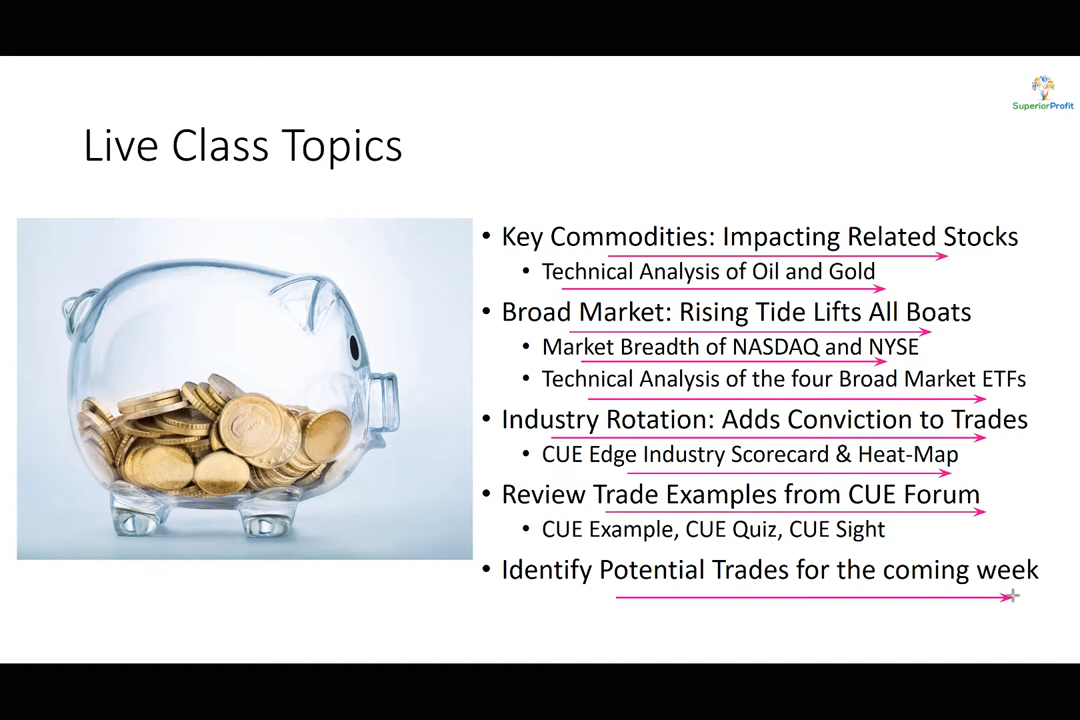 SuperiorProfit
Live Class Topics
• Key Commodities: Impacting Related Stocks
• Technical Analysis of Oil and Gold
• Broad Market: Rising Tide Lifts All Boats
• Market Breadth of NASDAQ and NYSE
• Technical Analysis of the four Broad Market ETFs
• Industry Rotation: Adds Conviction to Trades
• CUE Edge Industry Scorecard & Heat-Map
• Review Trade Examples from CUE Forum
• CUE Example, CUE Quiz, CUE Sight
• Identify Potential Trades for the coming week